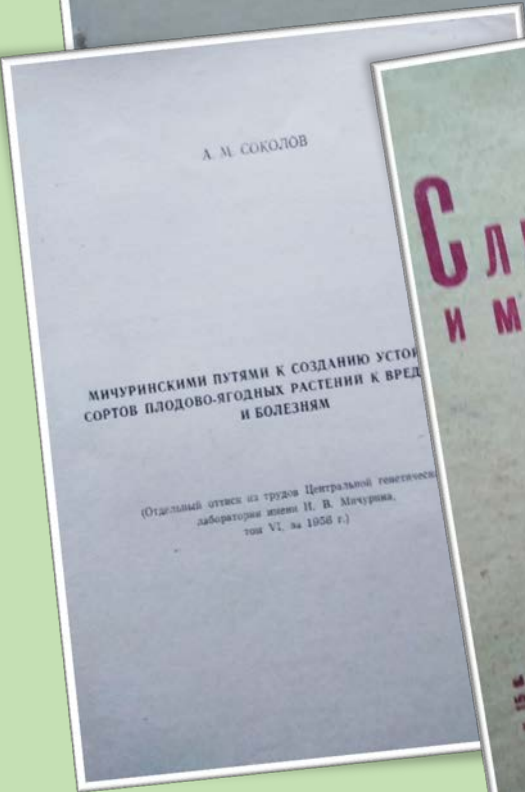 А. М. СОКОЛОВ
МИЧУРИНСКИМИ ПУТЯМИ К СОЗДАНИЮ УСТОЙ
СОРТОВ ПЛОДОВО-ЯГОДНЫХ РАСТЕНИЙ К ВРЕД
И БОЛЕЗНЯМ
(Отдельный оттиск из трудов Центральной генетическ
лаборатории имени И. В. Мичурина,
том VI, за 1956 г.)
Сл
и м